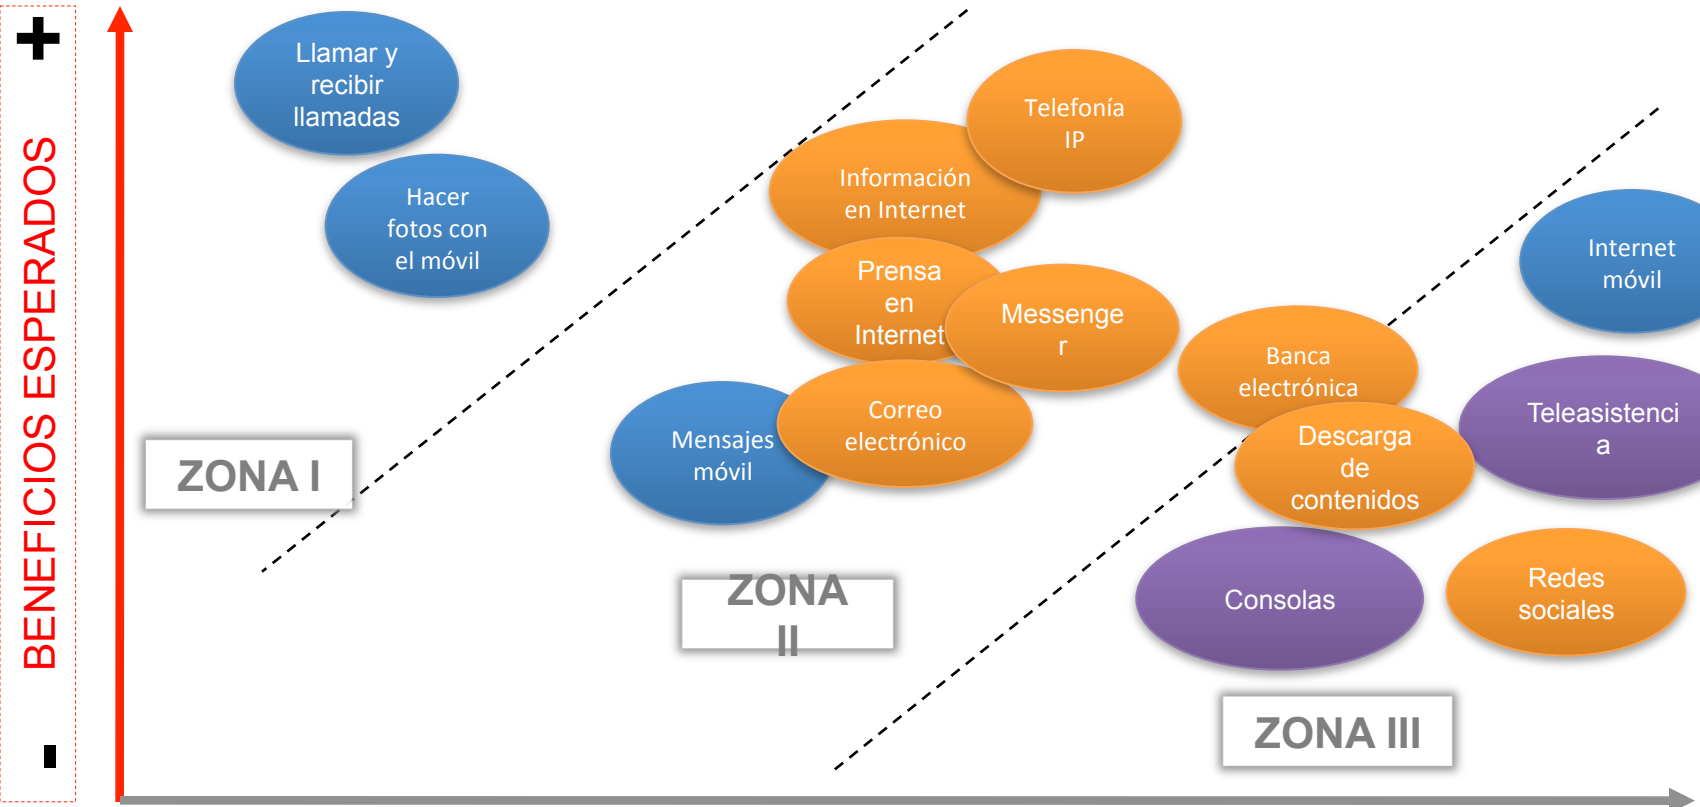 +
BENEFICIOS ESPERADOS
-
Llamar y
recibir
llamadas
Hacer
fotos con
el móvil
ZONA I
Telefonía
IP
Información
en Internet
Prensa
en
Internet
Messenge
r
Correo
electrónico
Mensajes
móvil
ZONA
II
Internet
móvil
Banca
electrónica
Teleasistenci
a
Descarga
de
contenidos
Consolas
Redes
sociales
ZONA III